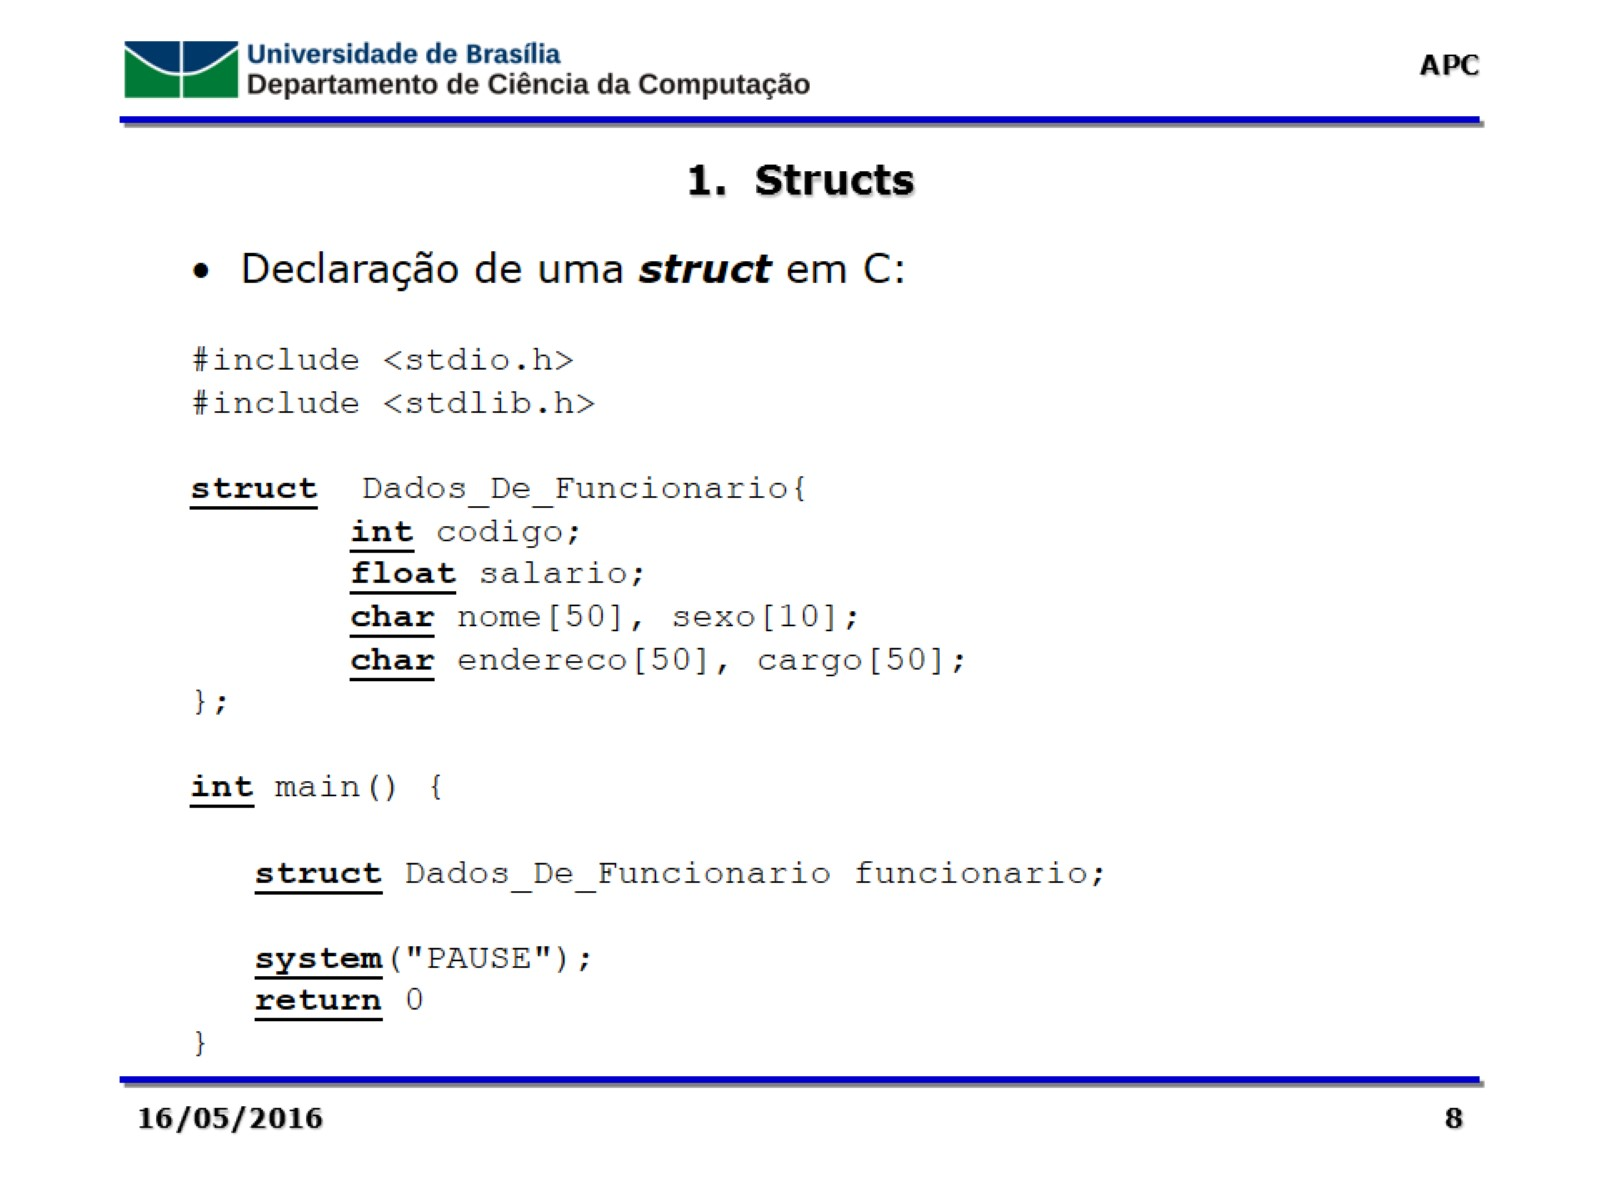 Universidade de Brasília
Departamento de Ciência da Computação
APC
1. Structs
• Declaração de uma struct em C:
#include <stdio.h>
#include <stdlib.h>
struct Dados_De_Funcionario{
int codigo;
float salario;
char nome[50], sexo[10];
char endereco[50], cargo[50];
};
int main() {
struct Dados_De_Funcionario funcionario;
system("PAUSE");
return 0
}
16/05/2016
8